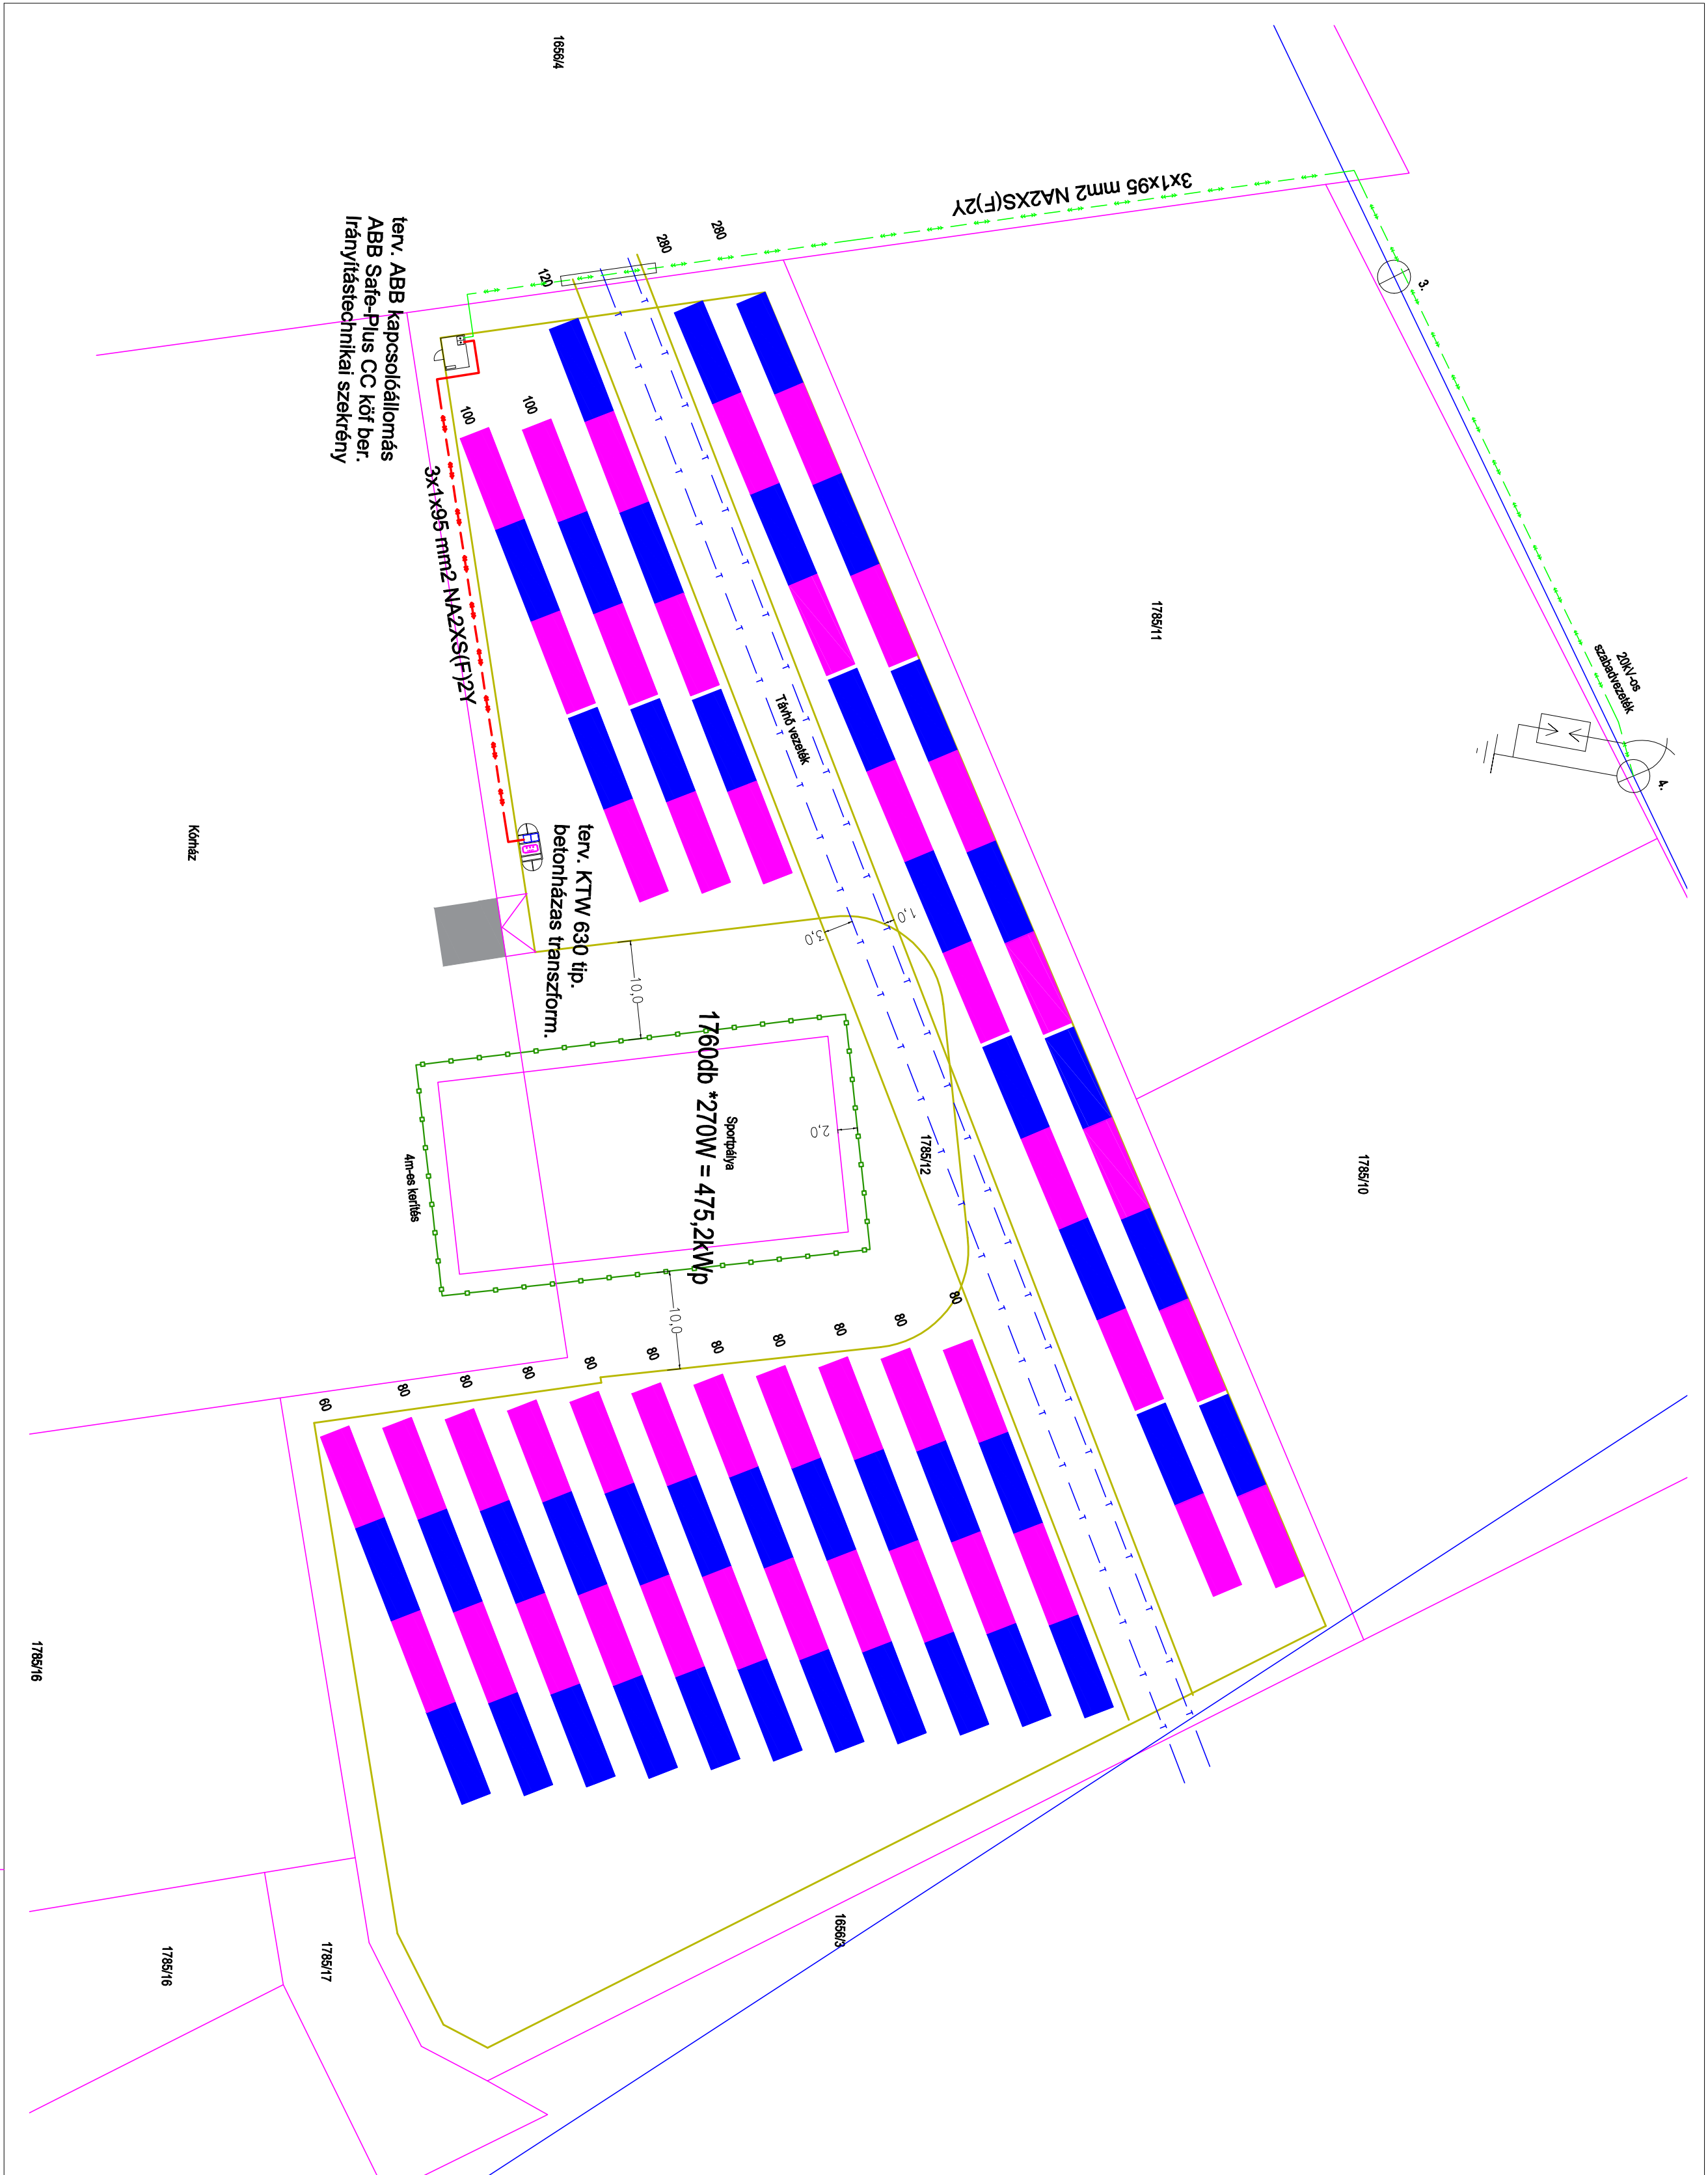 1656/4
3x1x95 mm2 NA2XS(F)2Y
3.
280
280
120
terv. ABB kapcsolóállomás
ABB Safe-Plus CC köf ber.
Irányítástechnikai szekrény
100
100
3x1x95 mm2 NA2XS(F)2Y
1785/11
20kV-os
szabadvezeték
4.
Távhő vezeték
Kórház
terv. KTW 630 tip.
betonházas transzform.
1,0
3,0
10,0
1760db *270W = 475,2kWp
Sportpálya
2,0
1785/12
1785/10
4m-es kerítés
10,0
80
80
80
80
80
80
80
80
80
80
60
1785/16
1656/3
1785/17
1785/16